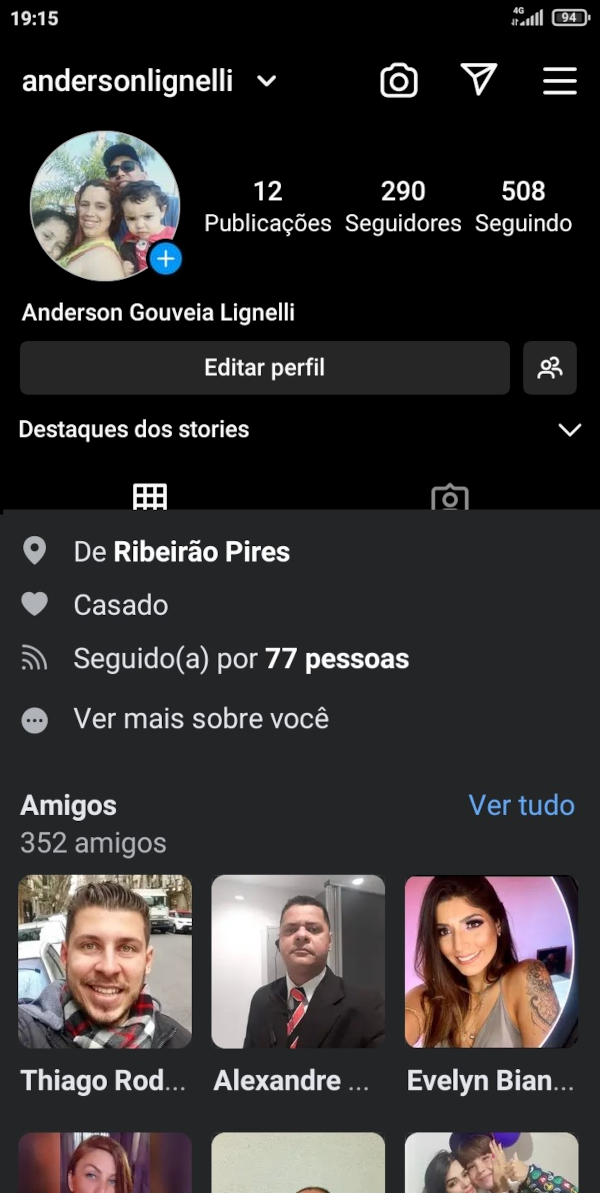 19:15
4G
94
andersonlignelli
12 290 508
Publicações Seguidores Seguindo
Anderson Gouveia Lignelli
Editar perfil
Destaques dos stories
De Ribeirão Pires
Casado
Seguido(a) por 77 pessoas
Ver mais sobre você
Amigos Ver tudo
352 amigos
Thiago Rod... Alexandre ... Evelyn Bian...